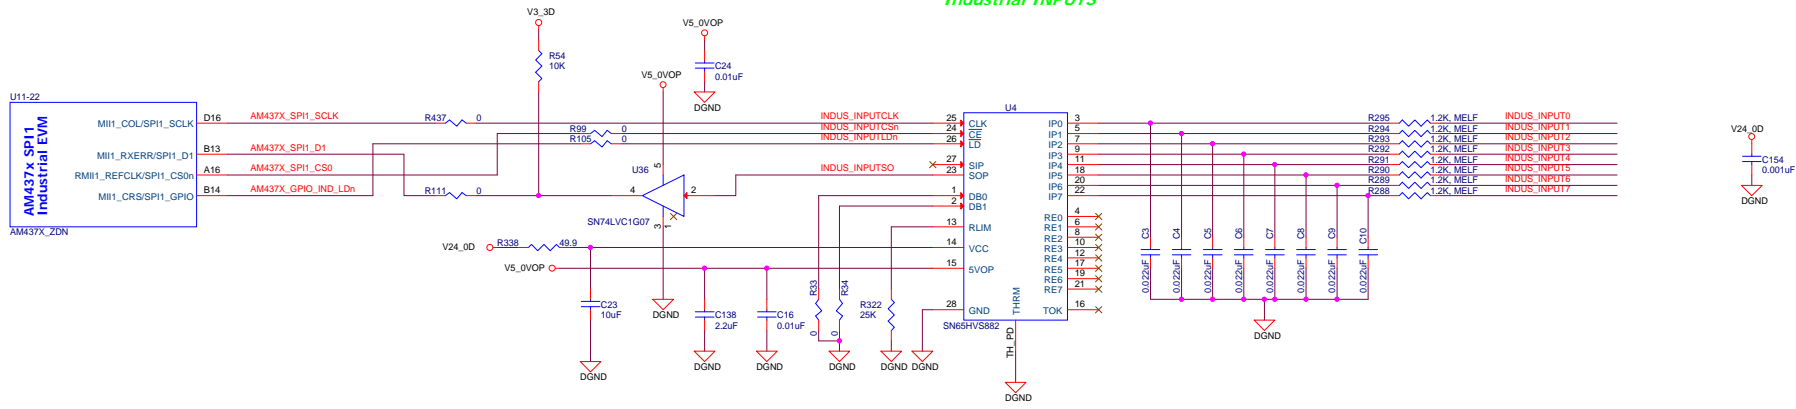 Industrial INPUTS
V3_3D
R54
10K
V5_0VOP
C24
0.01uF
DGND
V5_0VOP
U11-22
AM437x SPI1
Industrial EVM
MII1_COL/SPI1_SCLK
D16
MII1_RXERR/SPI1_D1
B13
RMII1_REFCLK/SPI1_CS0n
A16
MII1_CRS/SPI1_GPIO
B14
AM437X_ZDN
AM437X_SPI1_SCLK
AM437X_SPI1_D1
AM437X_SPI1_CS0
AM437X_GPIO_IND_LDn
R437
0
R99
0
R105
0
R111
0
U36
5
4
2
3
1
SN74LVC1G07
DGND
INDUS_INPUTCLK
INDUS_INPUTCSn
INDUS_INPUTLDn
INDUS_INPUTSO
V24_0D
R338
49.9
V5_0VOP
C23
10uF
DGND
C138
2.2uF
DGND
C16
0.01uF
DGND
R33
0
R34
0
DGND
R322
25K
DGND
DGND
U4
25
CLK
24
CE
26
LD
27
SIP
23
SOP
1
DB0
2
DB1
13
RLIM
14
VCC
15
5VOP
28
GND
SN65HVS882
THRM
TH_PD
DGND
IP0
3
IP1
5
IP2
7
IP3
9
IP4
11
IP5
18
IP6
20
IP7
22
RE0
4
RE1
6
RE2
8
RE3
10
RE4
12
RE5
17
RE6
19
RE7
21
TOK
16
C3
0.022uF
C4
0.022uF
C5
0.022uF
C6
0.022uF
C7
0.022uF
C8
0.022uF
C9
0.022uF
C10
0.022uF
DGND
R295
1.2K, MELF
INDUS_INPUT0
R294
1.2K, MELF
INDUS_INPUT1
R293
1.2K, MELF
INDUS_INPUT2
R292
1.2K, MELF
INDUS_INPUT3
R291
1.2K, MELF
INDUS_INPUT4
R290
1.2K, MELF
INDUS_INPUT5
R289
1.2K, MELF
INDUS_INPUT6
R288
1.2K, MELF
INDUS_INPUT7
V24_0D
C154
0.001uF
DGND